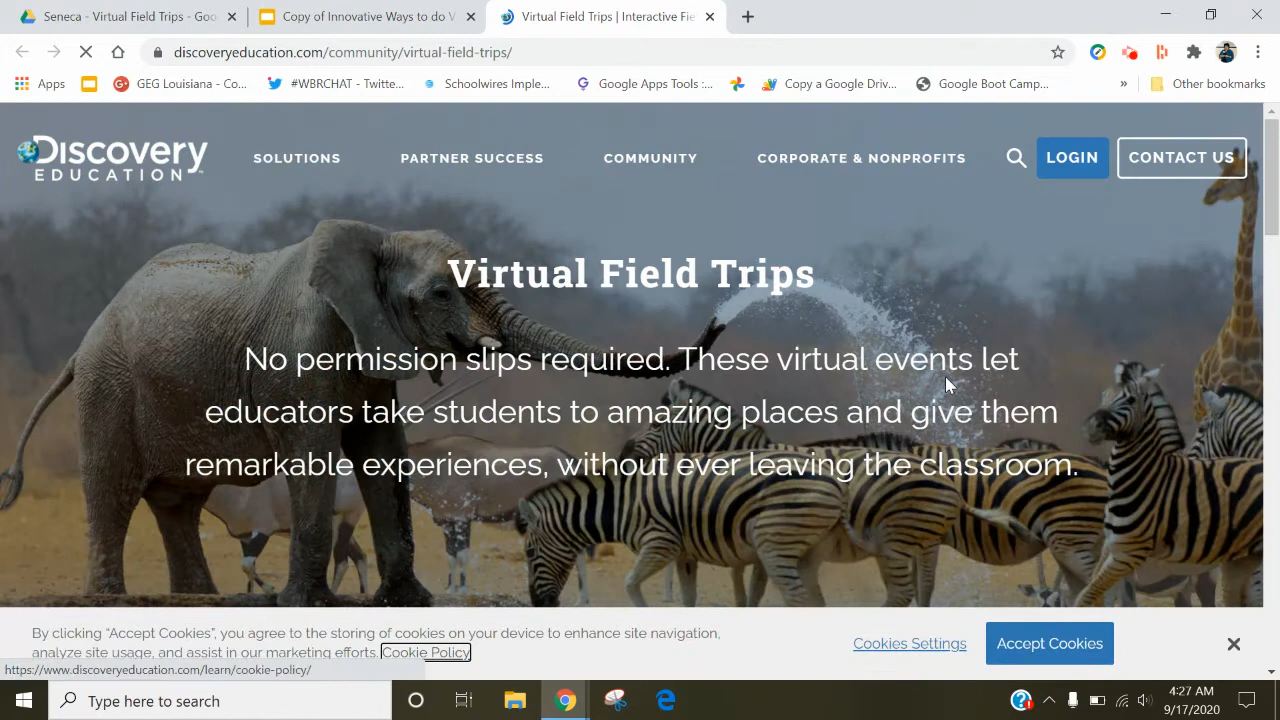 Seneca - Virtual Field Trips - Goo
Copy of Innovative Ways to do V
Virtual Field Trips | Interactive Fie
discoveryeducation.com/community/virtual-field-trips/
Apps
GEG Louisiana - Co...
#WBRCHAT - Twitte...
Schoolwires Imple...
Google Apps Tools :...
Copy a Google Driv...
Google Boot Camp...
»
Other bookmarks
Discovery
EDUCATION
SOLUTIONS
PARTNER SUCCESS
COMMUNITY
CORPORATE & NONPROFITS
LOGIN
CONTACT US
Virtual Field Trips
No permission slips required. These virtual events let
educators take students to amazing places and give them
remarkable experiences, without ever leaving the classroom.
By clicking “Accept Cookies”, you agree to the storing of cookies on your device to enhance site navigation,
analyze site usage, and assist in our marketing efforts. Cookie Policy
Cookies Settings
Accept Cookies
https://www.discoveryeducation.com/learn/cookie-policy/
Type here to search
4:27 AM
9/17/2020